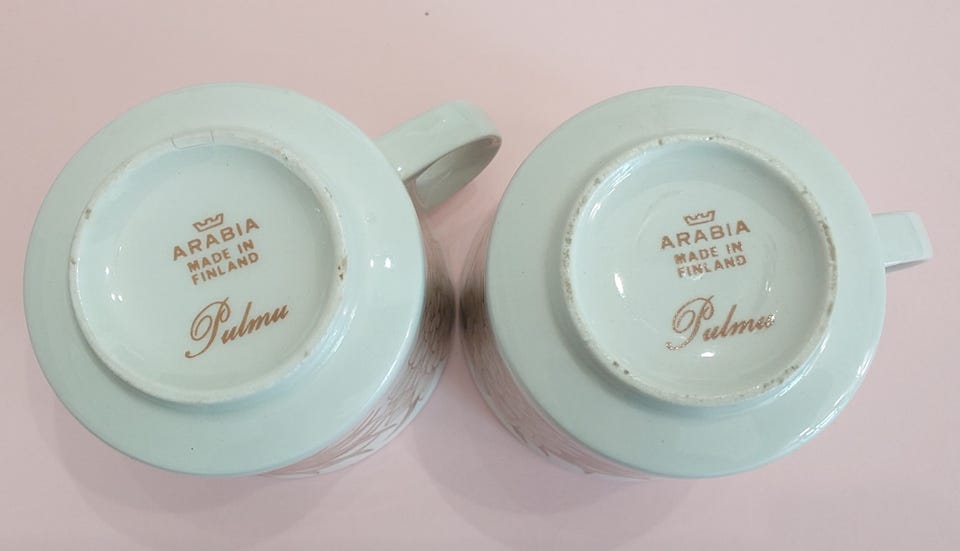 ARABIA
MADE IN
FINLAND
Pulmu
ARABIA
MADE IN
FINLAND
Pulmu